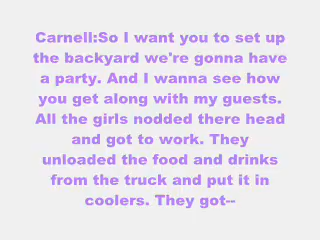 Carnell:So I want you to set up
the backyard we're gonna have
a party. And I wanna see how
you get along with my guests.
All the girls nodded there head
and got to work. They
unloaded the food and drinks
from the truck and put it in
coolers. They got--